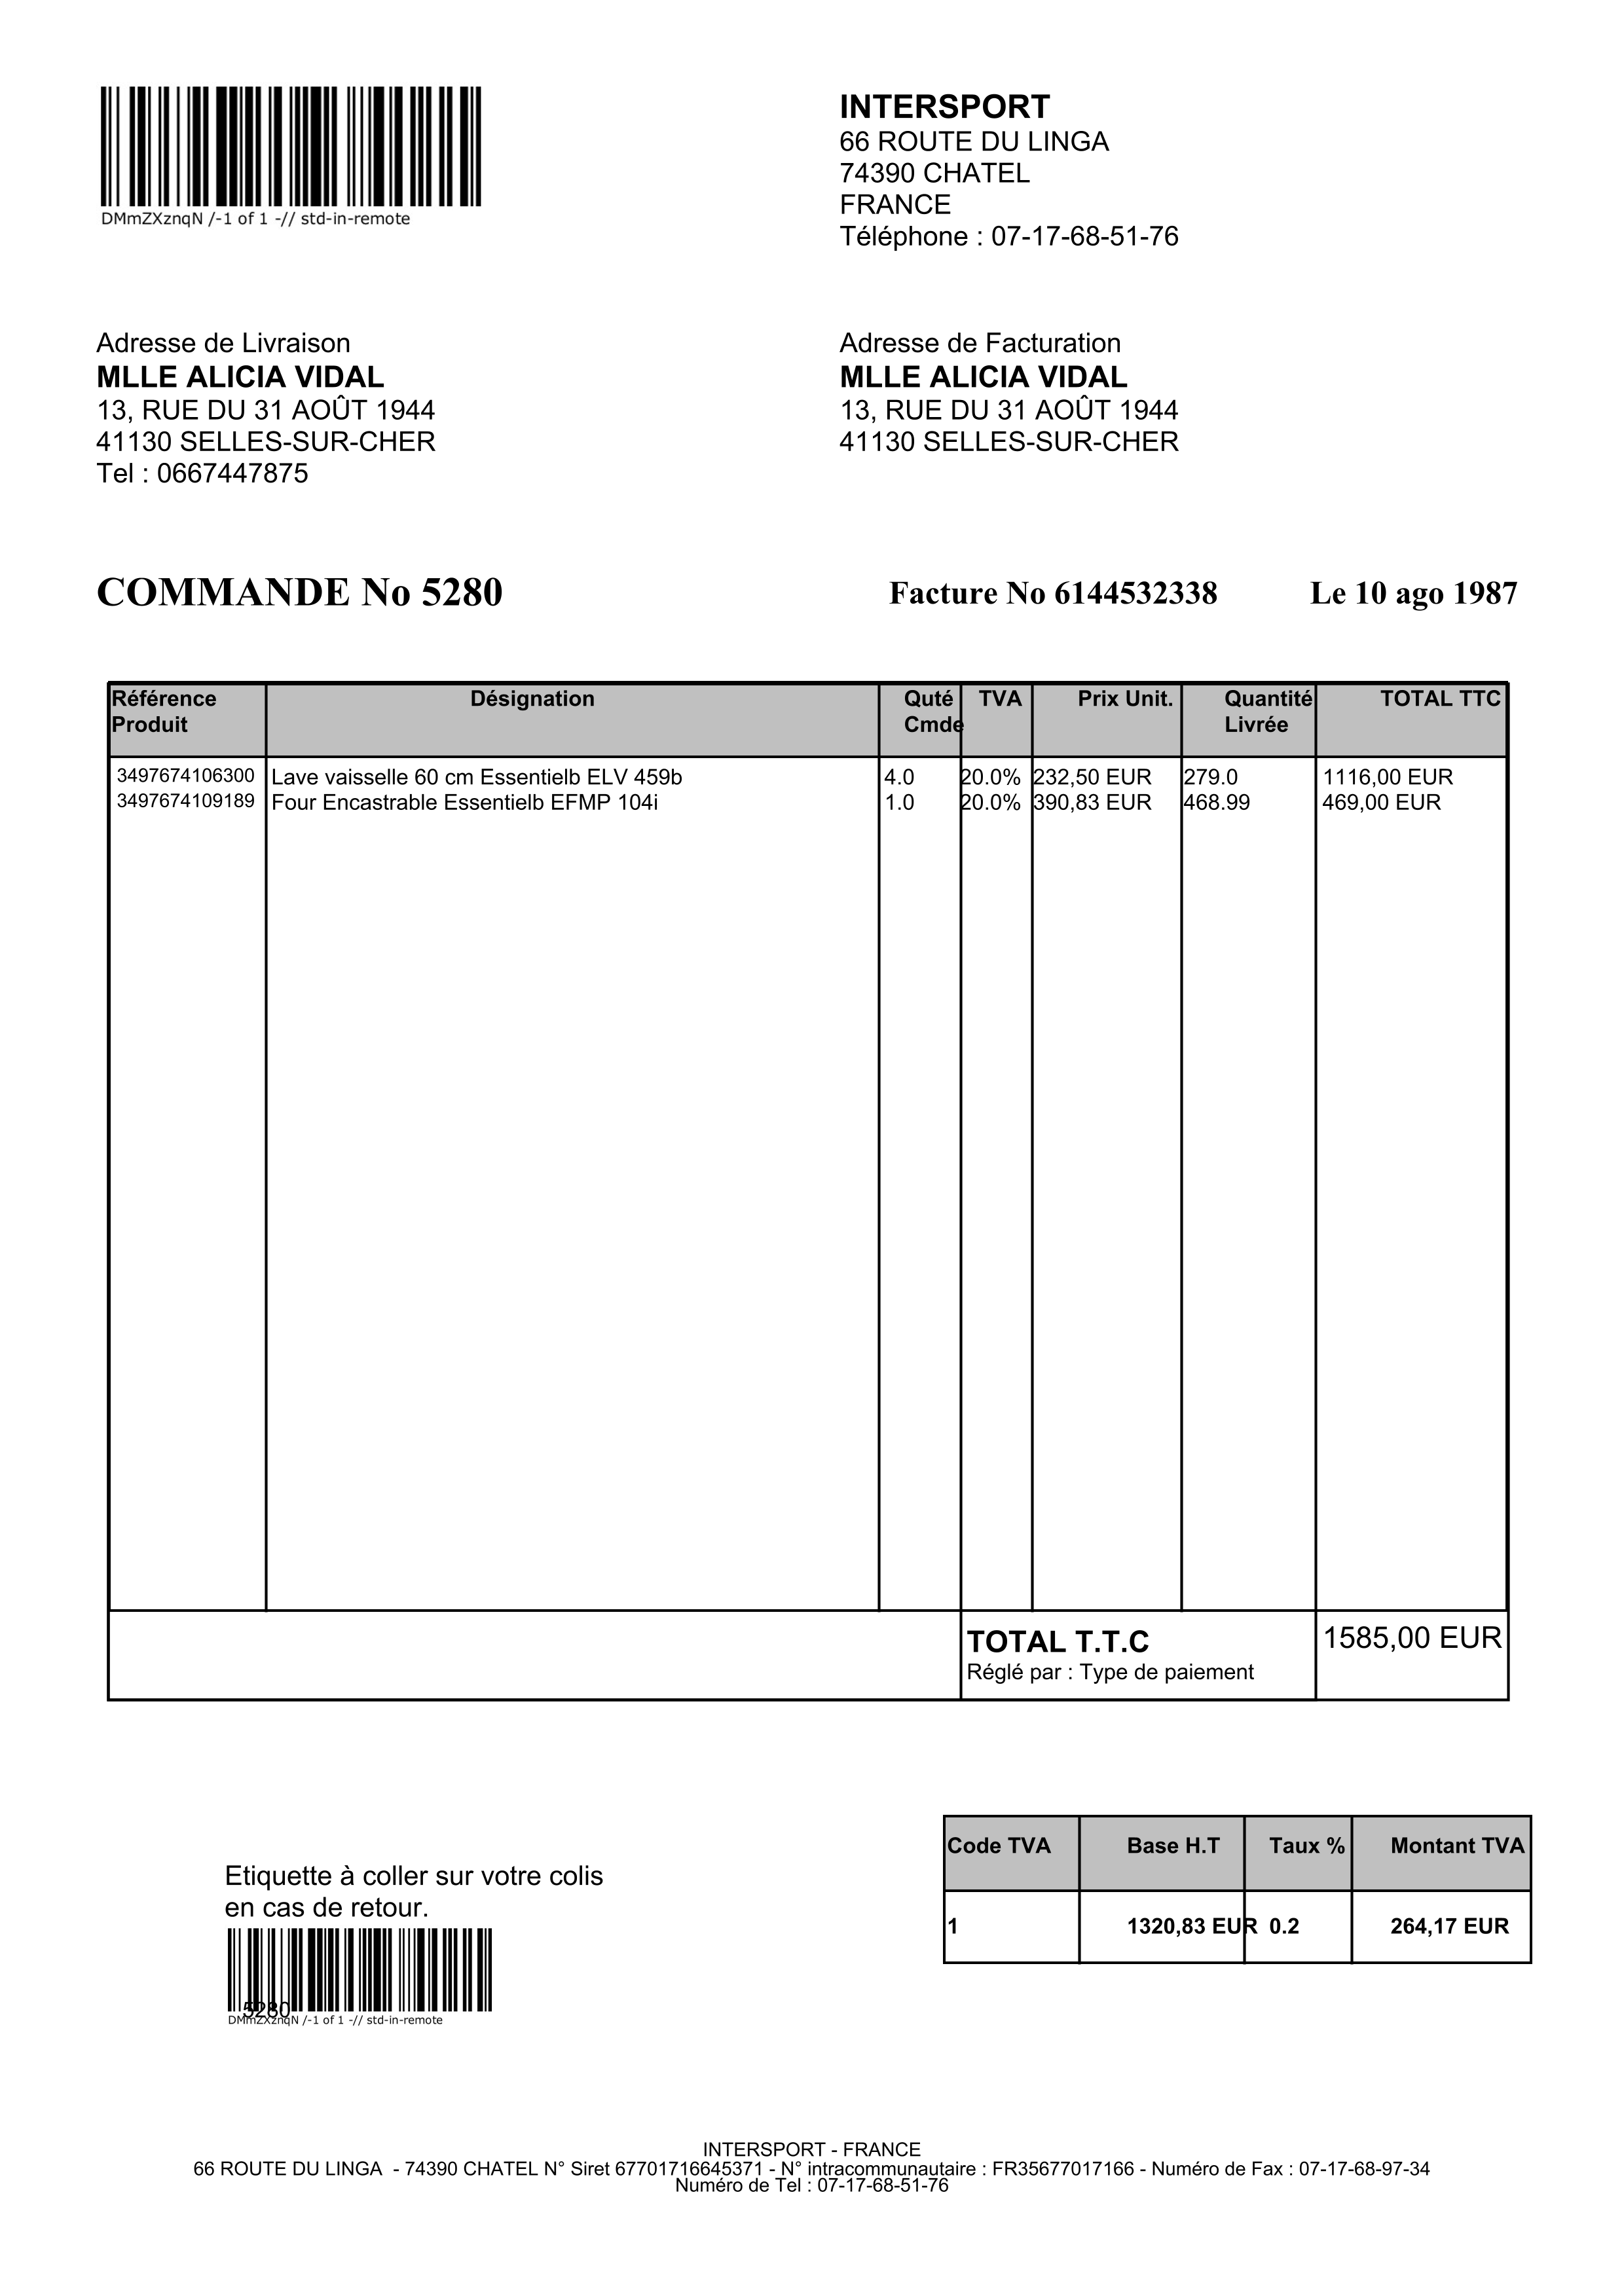 DMmZXznqN /-1 of 1 -// std-in-remote
INTERSPORT
66 ROUTE DU LINGA
74390 CHATEL
FRANCE
Téléphone : 07-17-68-51-76
Adresse de Livraison
MLLE ALICIA VIDAL
13, RUE DU 31 AOÛT 1944
41130 SELLES-SUR-CHER
Tel : 0667447875
Adresse de Facturation
MLLE ALICIA VIDAL
13, RUE DU 31 AOÛT 1944
41130 SELLES-SUR-CHER
COMMANDE No 5280 Facture No 6144532338 Le 10 ago 1987
Référence Désignation Quté TVA Prix Unit. Quantité TOTAL TTC
Produit Cmde Livrée
3497674106300 Lave vaisselle 60 cm Essentielb ELV 459b 4.0 20.0% 232,50 EUR 279.0 1116,00 EUR
3497674109189 Four Encastrable Essentielb EFMP 104i 1.0 20.0% 390,83 EUR 468.99 469,00 EUR
TOTAL T.T.C 1585,00 EUR
Réglé par : Type de paiement
Code TVA Base H.T Taux % Montant TVA
1 1320,83 EUR 0.2 264,17 EUR
Etiquette à coller sur votre colis
en cas de retour.
5280
DMmZXznqN /-1 of 1 -// std-in-remote
INTERSPORT - FRANCE
66 ROUTE DU LINGA - 74390 CHATEL N° Siret 67701716645371 - N° intracommunautaire : FR35677017166 - Numéro de Fax : 07-17-68-97-34
Numéro de Tel : 07-17-68-51-76